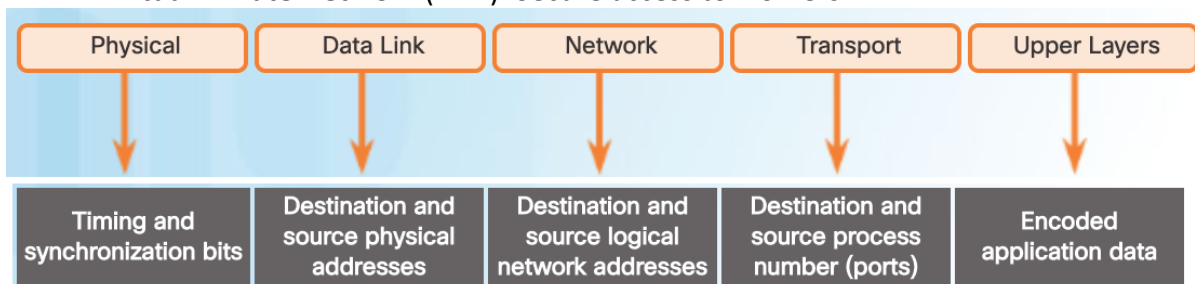 Physical
Data Link
Network
Transport
Upper Layers
Timing and
synchronization bits
Destination and
source physical
addresses
Destination and
source logical
network addresses
Destination and
source process
number (ports)
Encoded
application data